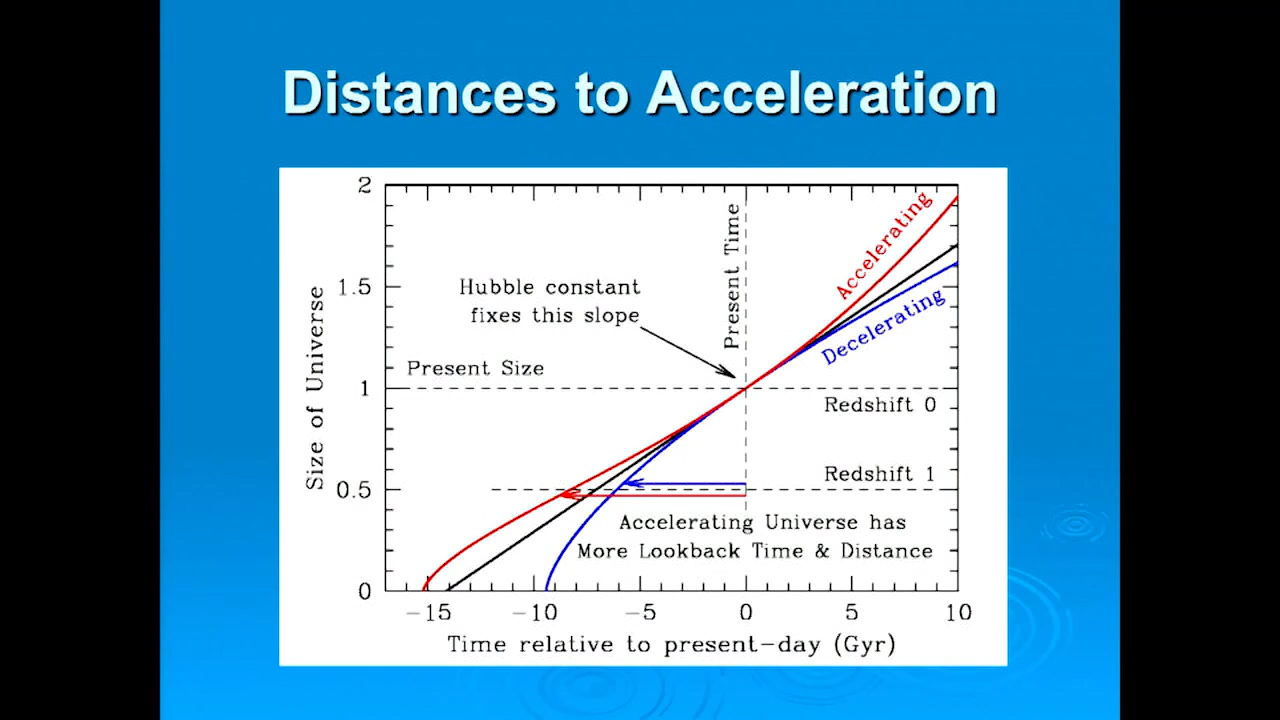 Distances to Acceleration
2
1.5
1
0.5
0
Size of Universe
Hubble constant
fixes this slope
Present Time
Accelerating
Decelerating
Present Size
Redshift 0
Redshift 1
Accelerating Universe has
More Lookback Time & Distance
−15 −10 −5 0 5 10
Time relative to present−day (Gyr)